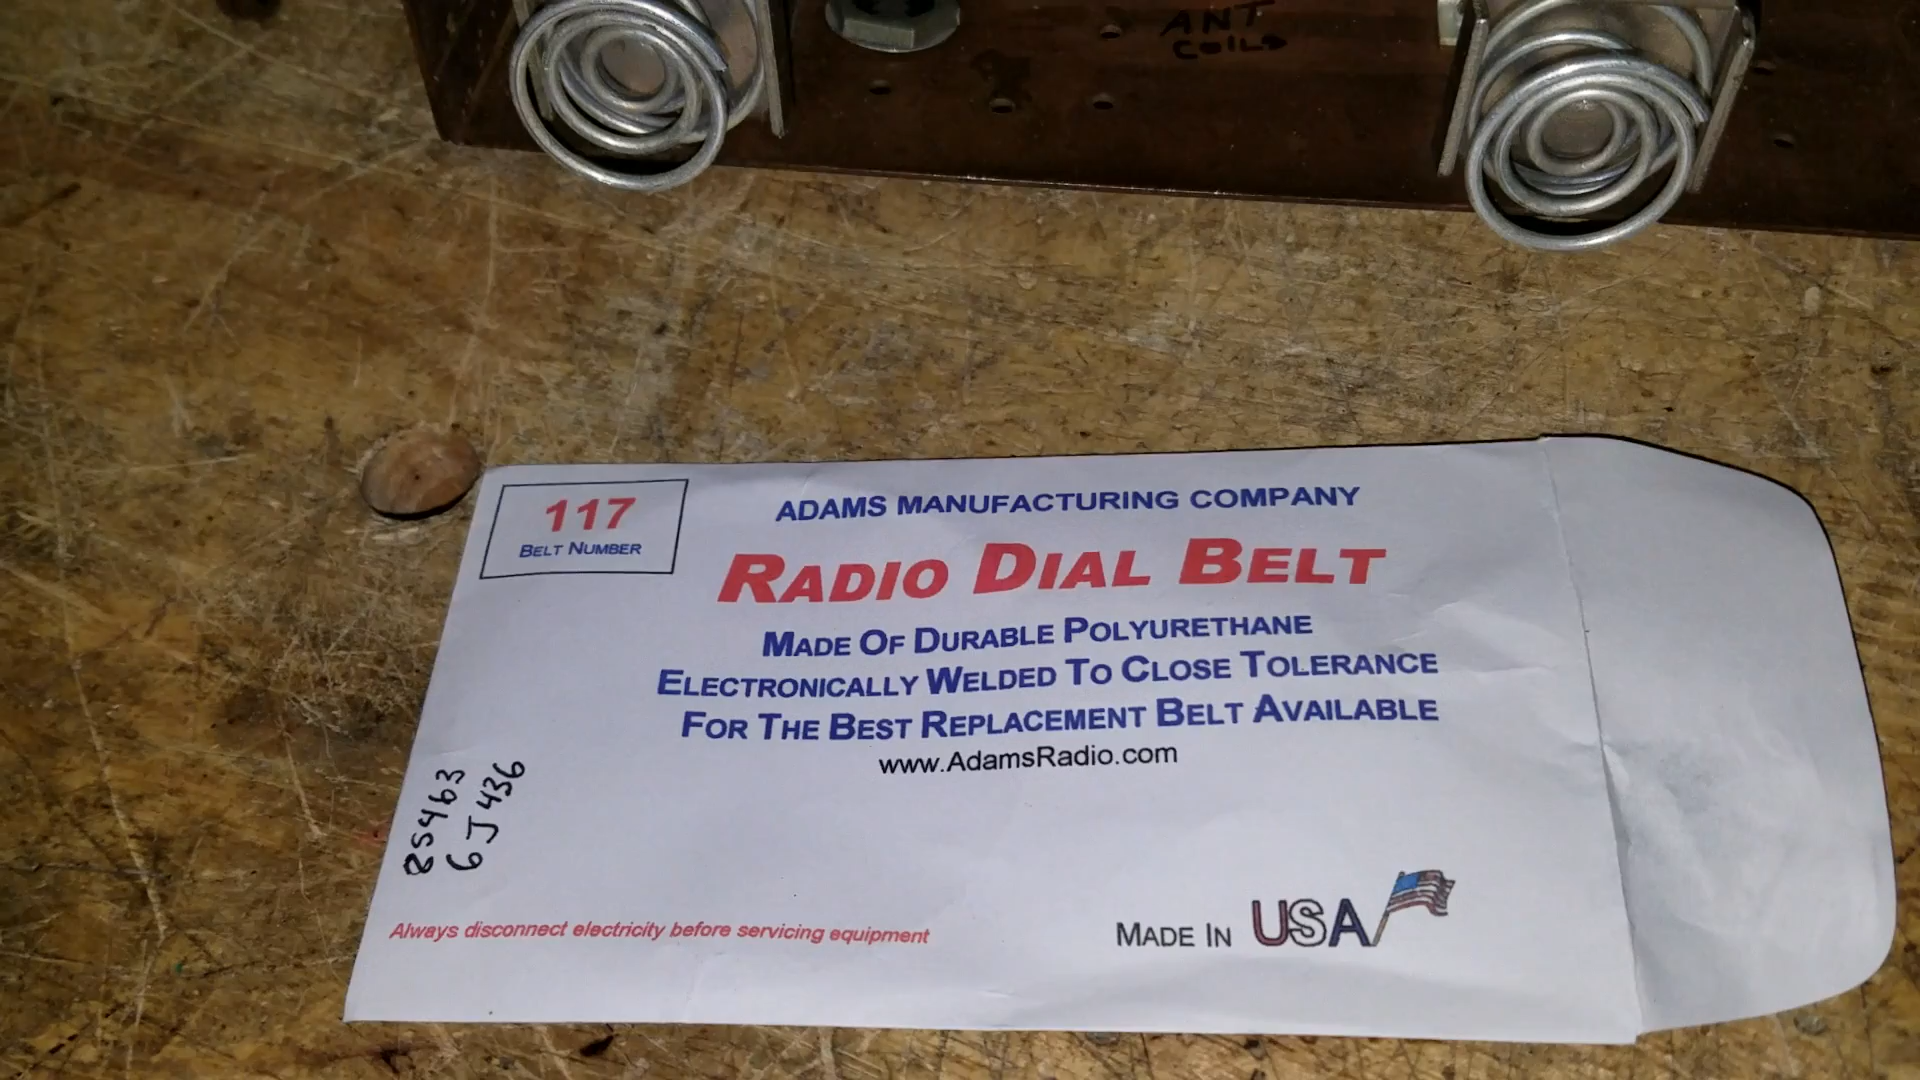 ANT
COILS
117
BELT NUMBER
ADAMS MANUFACTURING COMPANY
RADIO DIAL BELT
MADE OF DURABLE POLYURETHANE
ELECTRONICALLY WELDED TO CLOSE TOLERANCE
FOR THE BEST REPLACEMENT BELT AVAILABLE
www.AdamsRadio.com
8S463
6J436
Always disconnect electricity before servicing equipment
MADE IN USA